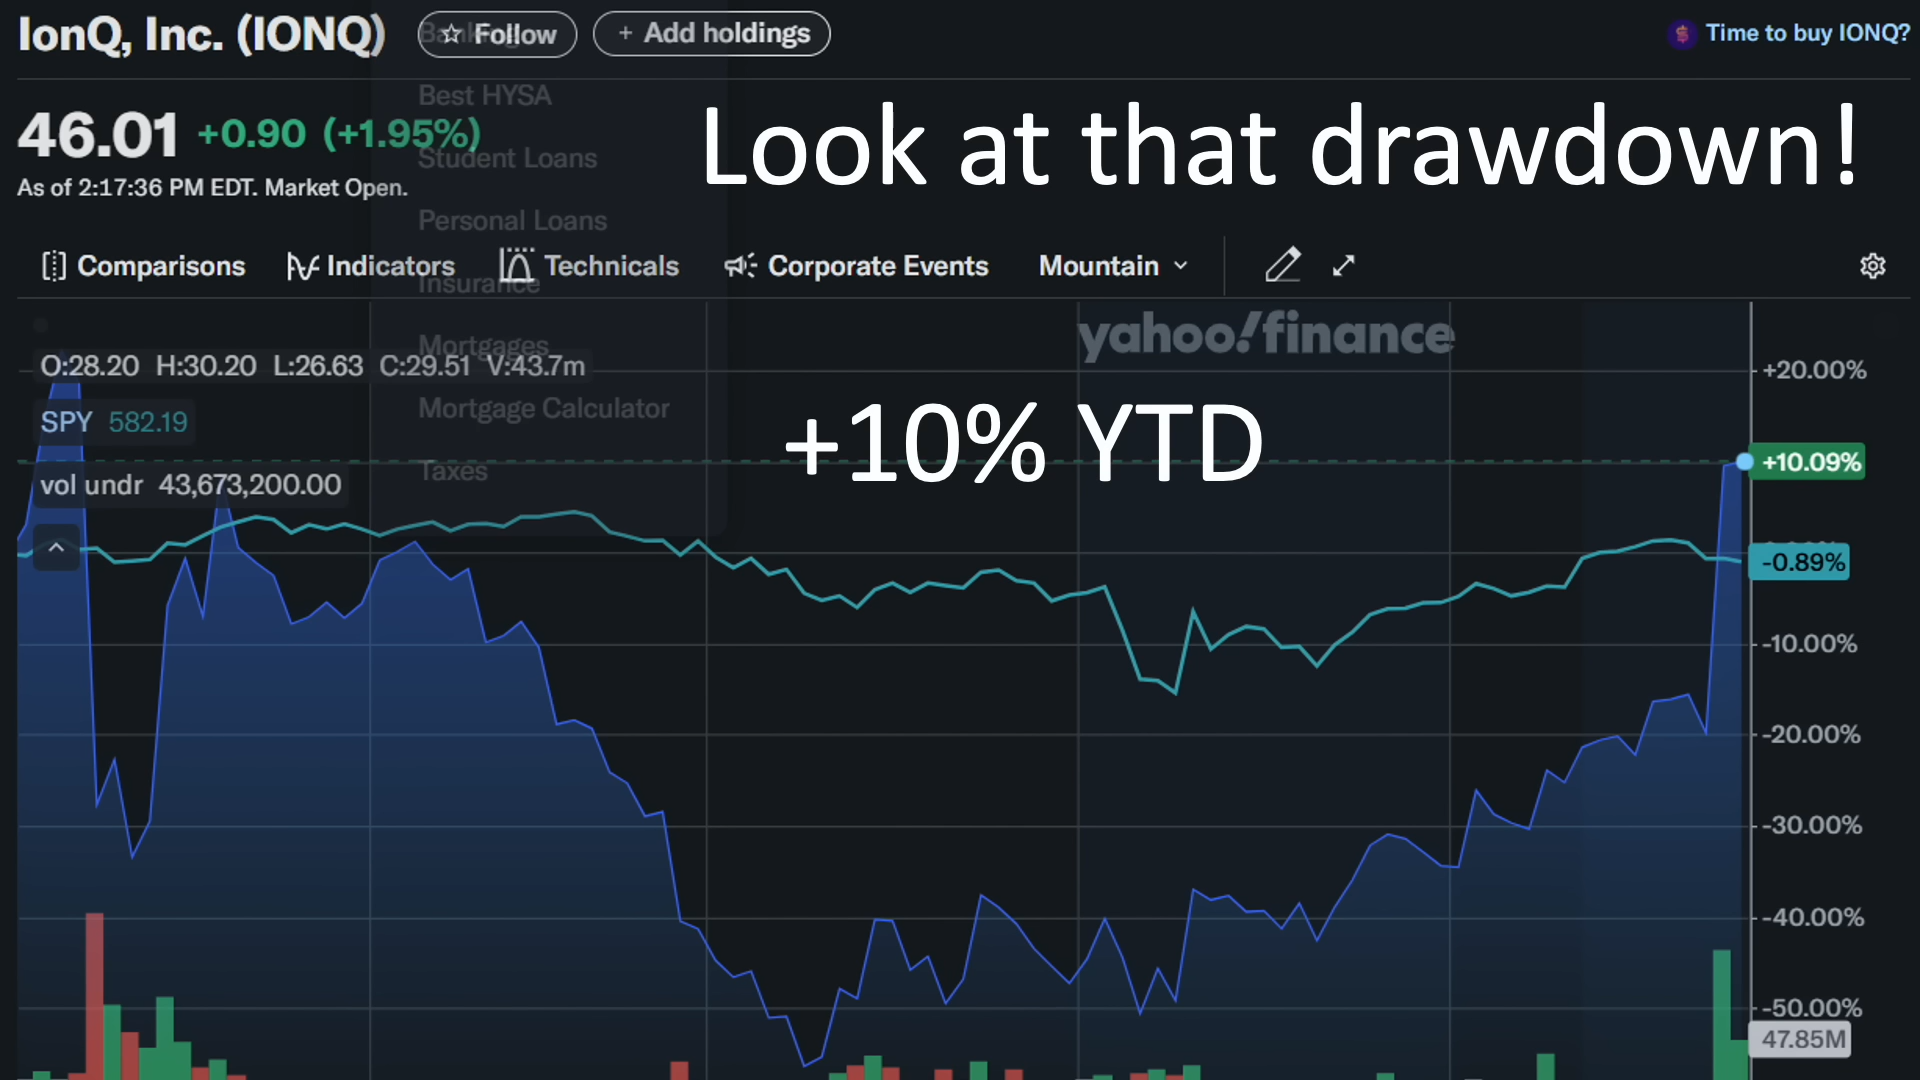 IonQ, Inc. (IONQ)
Follow
+ Add holdings
Time to buy IONQ?
Banking
Best HYSA
46.01 +0.90 (+1.95%)
Look at that drawdown!
Student Loans
As of 2:17:36 PM EDT. Market Open.
Personal Loans
Comparisons
Indicators
Technicals
Corporate Events
Mountain
Insurance
yahoo!finance
Mortgages
O:28.20 H:30.20 L:26.63 C:29.51 V:43.7m
+20.00%
SPY 582.19
Mortgage Calculator
+10% YTD
+10.09%
Taxes
vol undr 43,673,200.00
-0.89%
-10.00%
-20.00%
-30.00%
-40.00%
-50.00%
47.85M